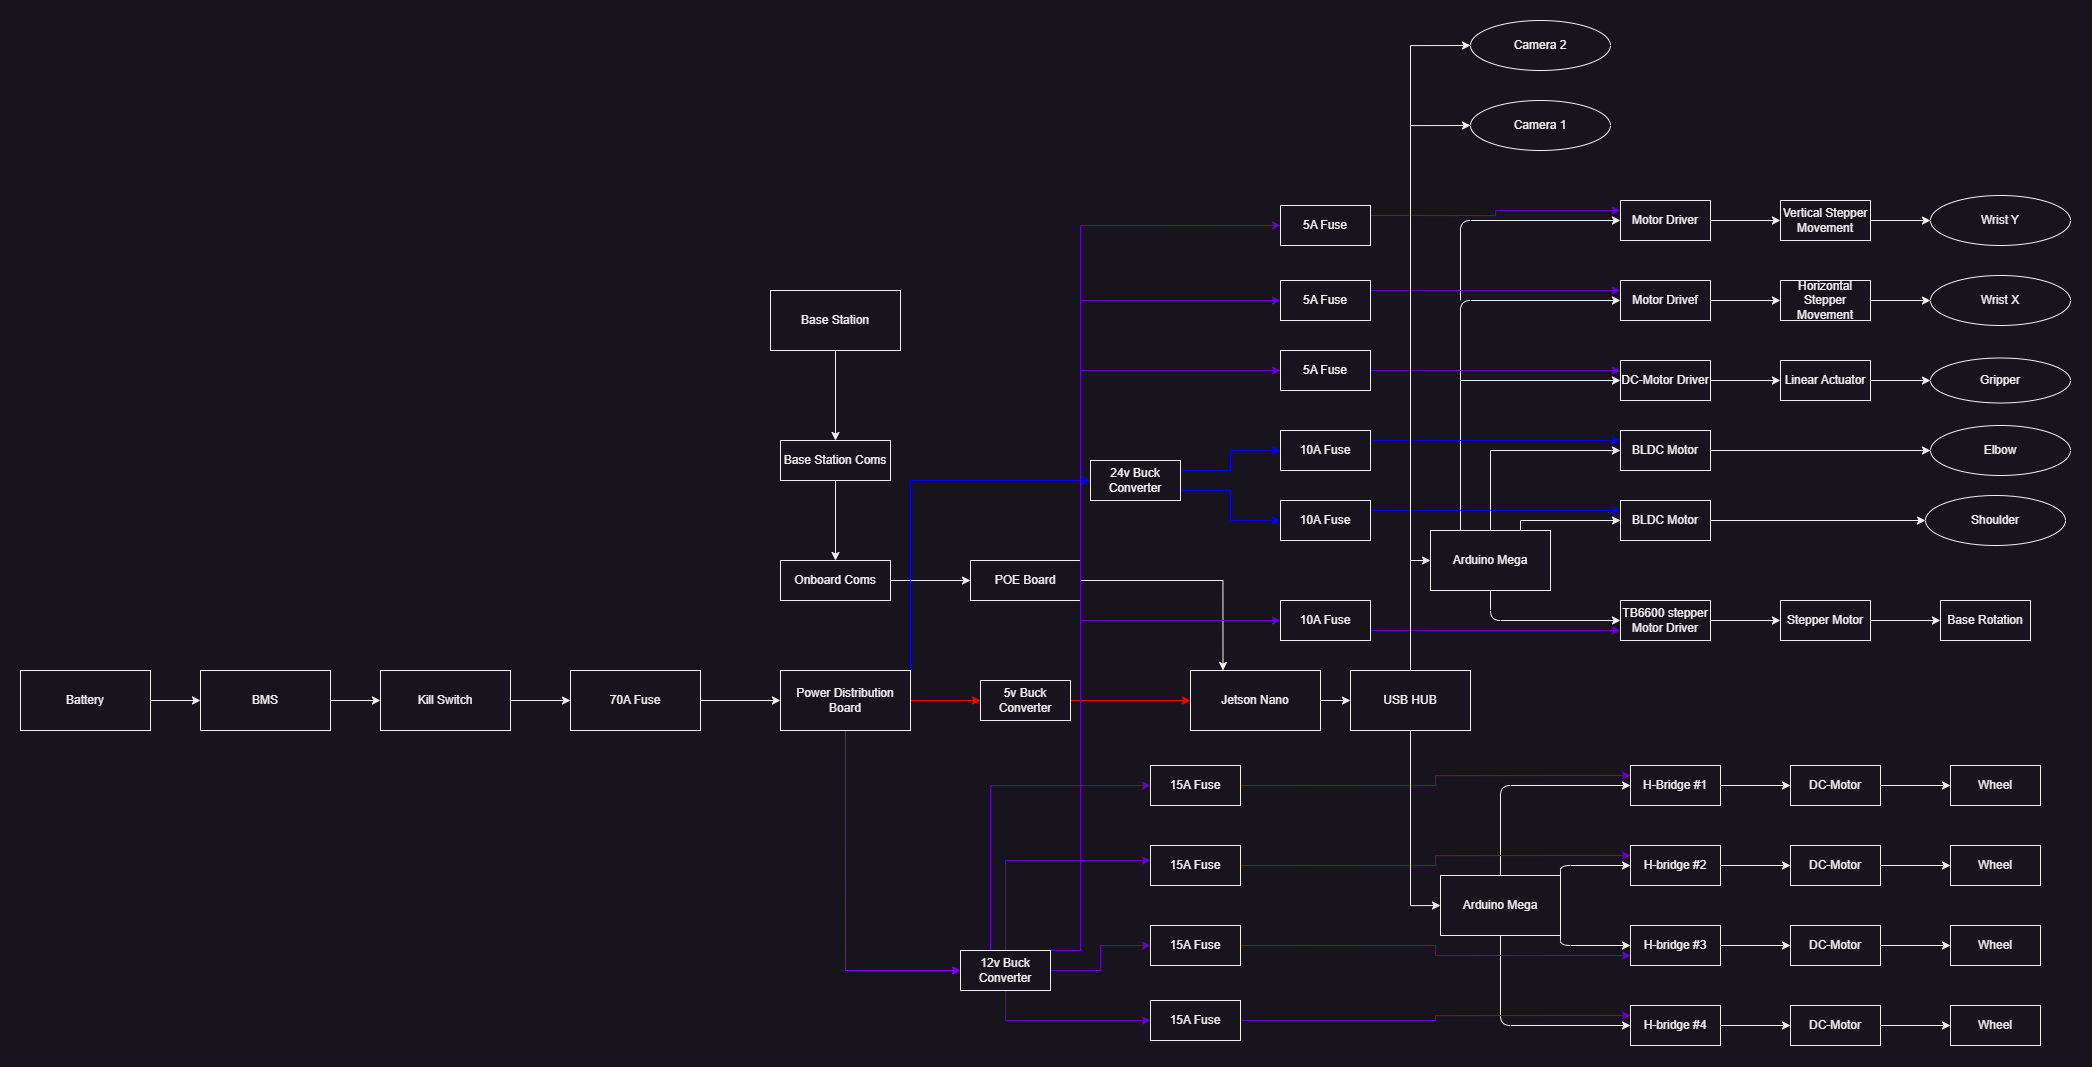 Camera 2
Camera 1
5A Fuse
Motor Driver
Vertical Stepper
Movement
Wrist Y
5A Fuse
Motor Drivef
Horizontal
Stepper
Movement
Wrist X
Base Station
5A Fuse
DC-Motor Driver
Linear Actuator
Gripper
Base Station Coms
24v Buck
Converter
10A Fuse
BLDC Motor
Elbow
10A Fuse
BLDC Motor
Shoulder
Onboard Coms
POE Board
Arduino Mega
10A Fuse
TB6600 stepper
Motor Driver
Stepper Motor
Base Rotation
Battery
BMS
Kill Switch
70A Fuse
Power Distribution
Board
5v Buck
Converter
Jetson Nano
USB HUB
15A Fuse
H-Bridge #1
DC-Motor
Wheel
15A Fuse
H-bridge #2
DC-Motor
Wheel
Arduino Mega
15A Fuse
H-bridge #3
DC-Motor
Wheel
12v Buck
Converter
15A Fuse
H-bridge #4
DC-Motor
Wheel